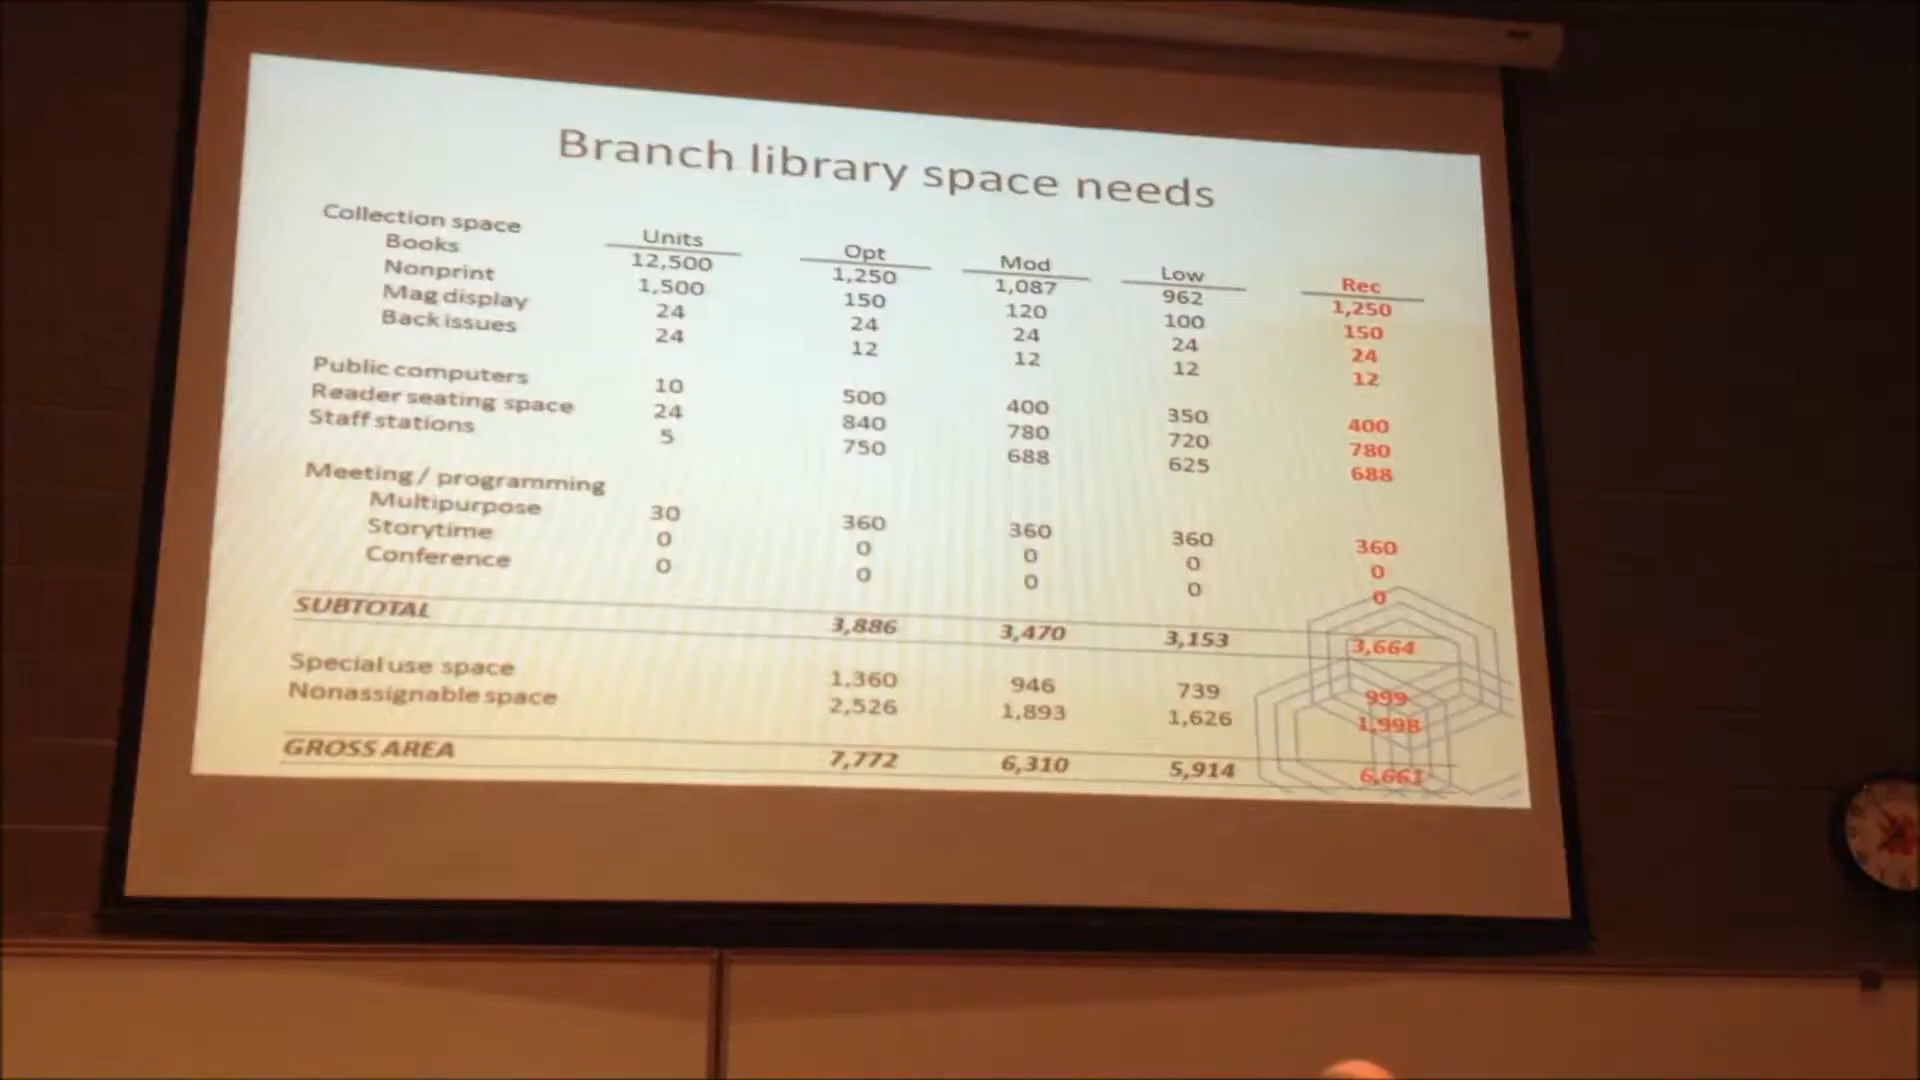 Branch library space needs
Collection space Units Opt Mod Low Rec
Books 12,500 1,250 1,087 962 1,250
Nonprint 1,500 150 120 100 150
Mag display 24 24 24 24 24
Back issues 24 12 12 12 12
Public computers 10 500 400 350 400
Reader seating space 24 840 780 720 780
Staff stations 5 750 688 625 688
Meeting / programming
Multipurpose 30 360 360 360 360
Storytime 0 0 0 0 0
Conference 0 0 0 0 0
SUBTOTAL 3,886 3,470 3,153 3,664
Special use space 1,360 946 739 999
Nonassignable space 2,526 1,893 1,626 1,998
GROSS AREA 7,772 6,310 5,914 6,661